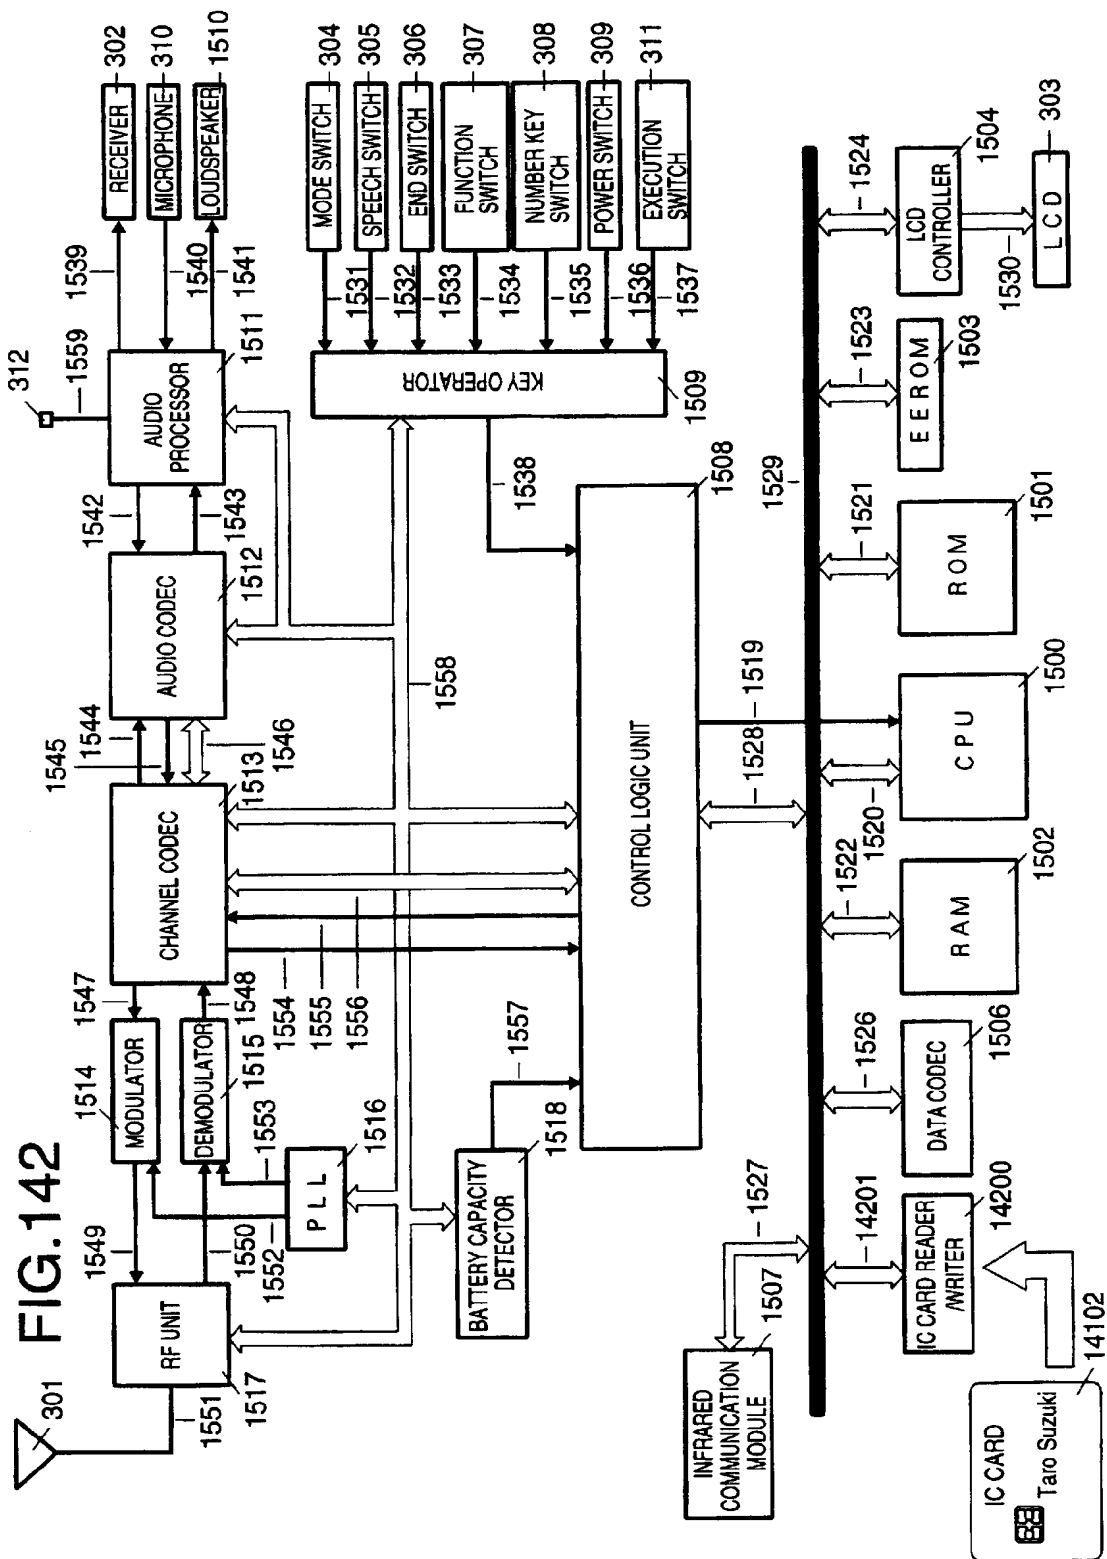 FIG.142
301
1551
RF UNIT
1517
1549
1550
1552
1553
MODULATOR
1514
DEMODULATOR
1515
PLL
1516
1547
1548
CHANNEL CODEC
1513
1545
1544
1546
AUDIO CODEC
1512
1542
1543
AUDIO
PROCESSOR
1511
312
1559
1539
1540
1541
RECEIVER
302
MICROPHONE
310
LOUDSPEAKER
1510
1554
1555
1556
1558
BATTERY CAPACITY
DETECTOR
1518
1557
KEY OPERATOR
1509
1538
1531
1532
1533
1534
1535
1536
1537
MODE SWITCH
304
SPEECH SWITCH
305
END SWITCH
306
FUNCTION
SWITCH
307
NUMBER KEY
SWITCH
308
POWER SWITCH
309
EXECUTION
SWITCH
311
CONTROL LOGIC UNIT
1508
1528
1519
1529
INFRARED
COMMUNICATION
MODULE
1507
1527
IC CARD
Taro Suzuki
14102
IC CARD READER
/WRITER
14200
14201
DATA CODEC
1506
1526
RAM
1502
1522
CPU
1500
1520
ROM
1501
1521
EEROM
1503
1523
LCD
CONTROLLER
1504
1524
1530
LCD
303